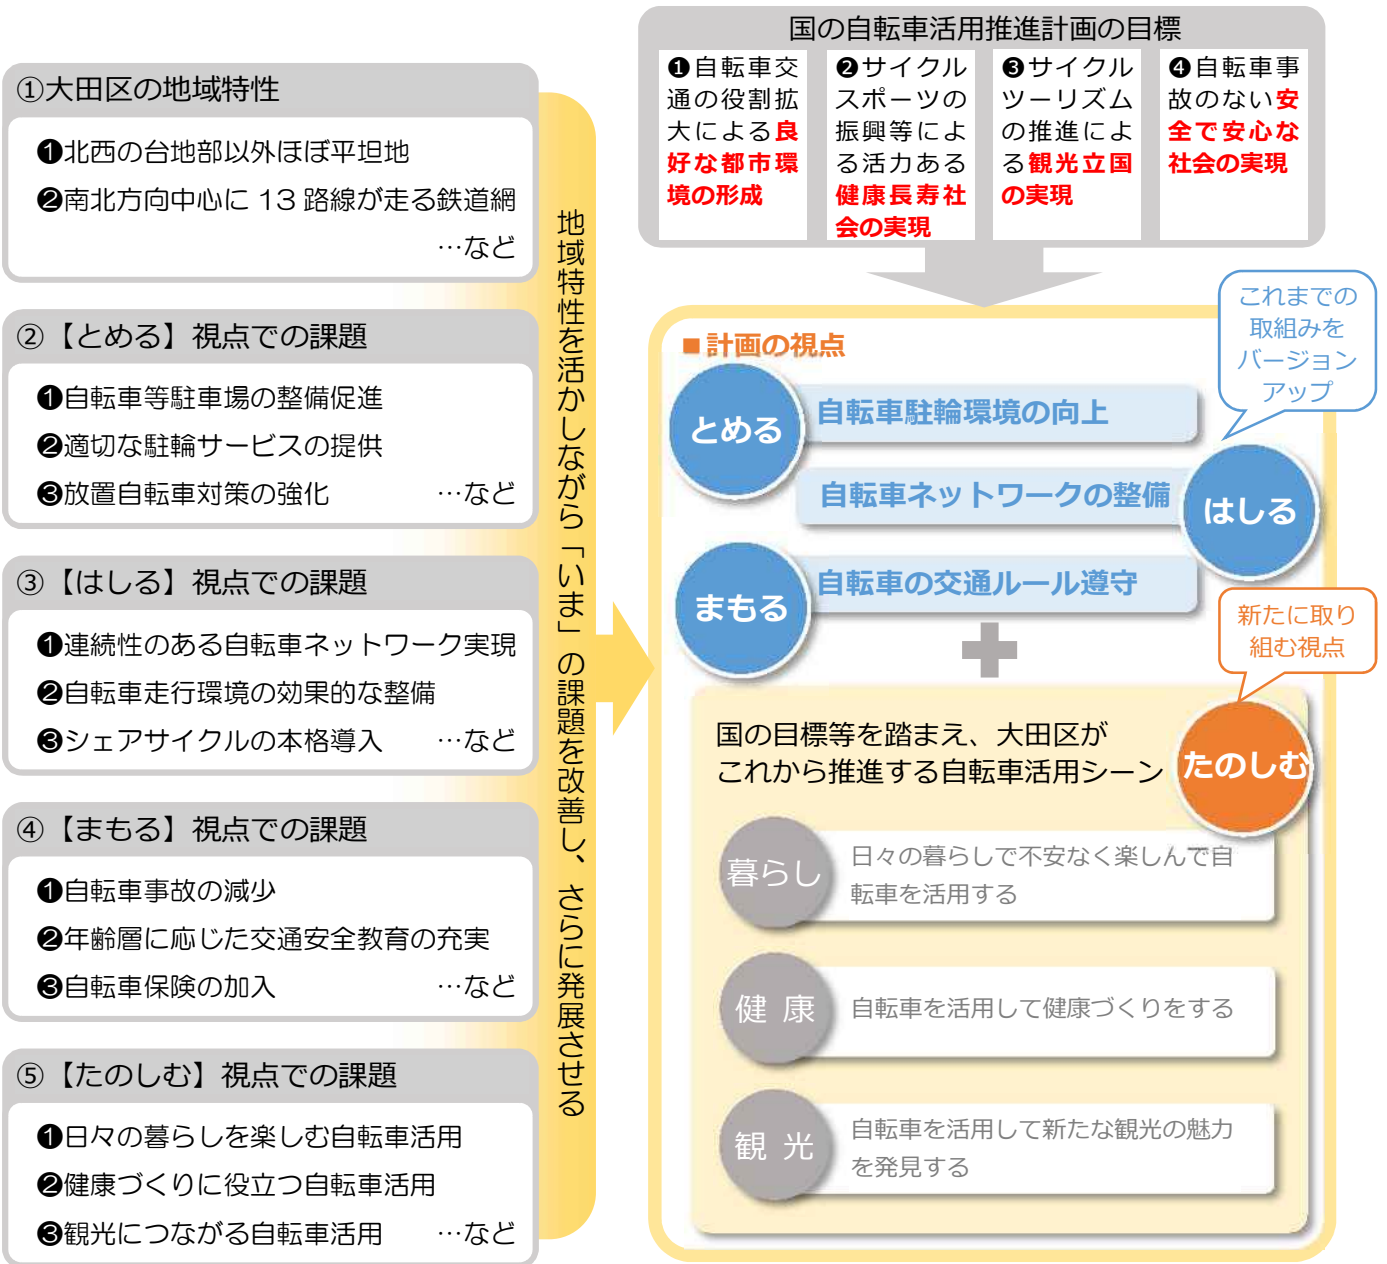 国の自転車活用推進計画の目標
❶自転車交
通の役割拡
大による良
好な都市環
境の形成
❷サイクル
スポーツの
振興等によ
る活力ある
健康長寿社
会の実現
❸サイクル
ツーリズム
の推進によ
る観光立国
の実現
❹自転車事
故のない安
全で安心な
社会の実現
①大田区の地域特性
❶北西の台地部以外ほぼ平坦地
❷南北方向中心に 13 路線が走る鉄道網
…など
②【とめる】視点での課題
❶自転車等駐車場の整備促進
❷適切な駐輪サービスの提供
❸放置自転車対策の強化 …など
③【はしる】視点での課題
❶連続性のある自転車ネットワーク実現
❷自転車走行環境の効果的な整備
❸シェアサイクルの本格導入 …など
④【まもる】視点での課題
❶自転車事故の減少
❷年齢層に応じた交通安全教育の充実
❸自転車保険の加入 …など
⑤【たのしむ】視点での課題
❶日々の暮らしを楽しむ自転車活用
❷健康づくりに役立つ自転車活用
❸観光につながる自転車活用 …など
地域特性を活かしながら「いま」の課題を改善し、さらに発展させる
■計画の視点
これまでの
取組みを
バージョン
アップ
とめる
自転車駐輪環境の向上
自転車ネットワークの整備
はしる
まもる
自転車の交通ルール遵守
新たに取り
組む視点
国の目標等を踏まえ、大田区が
これから推進する自転車活用シーン
たのしむ
暮らし
日々の暮らしで不安なく楽しんで自
転車を活用する
健 康
自転車を活用して健康づくりをする
観 光
自転車を活用して新たな観光の魅力
を発見する